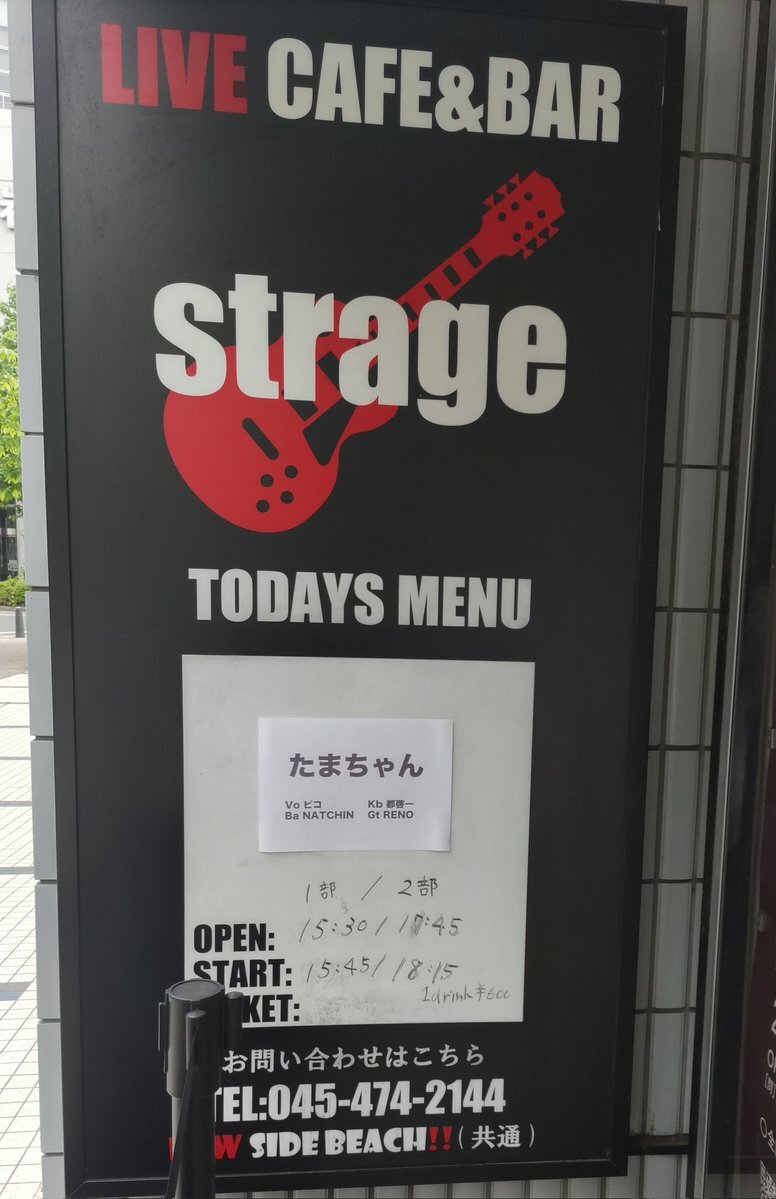 LIVE CAFE&BAR
strage
TODAYS MENU
たまちゃん
Vo ピコ Kb 都啓一
Ba NATCHIN Gt RENO
1部 / 2部
OPEN: 15:30 / 17:45
START: 15:45 / 18:15
KET: 1drink ¥600
お問い合わせはこちら
TEL:045-474-2144
SIDE BEACH!!(共通)